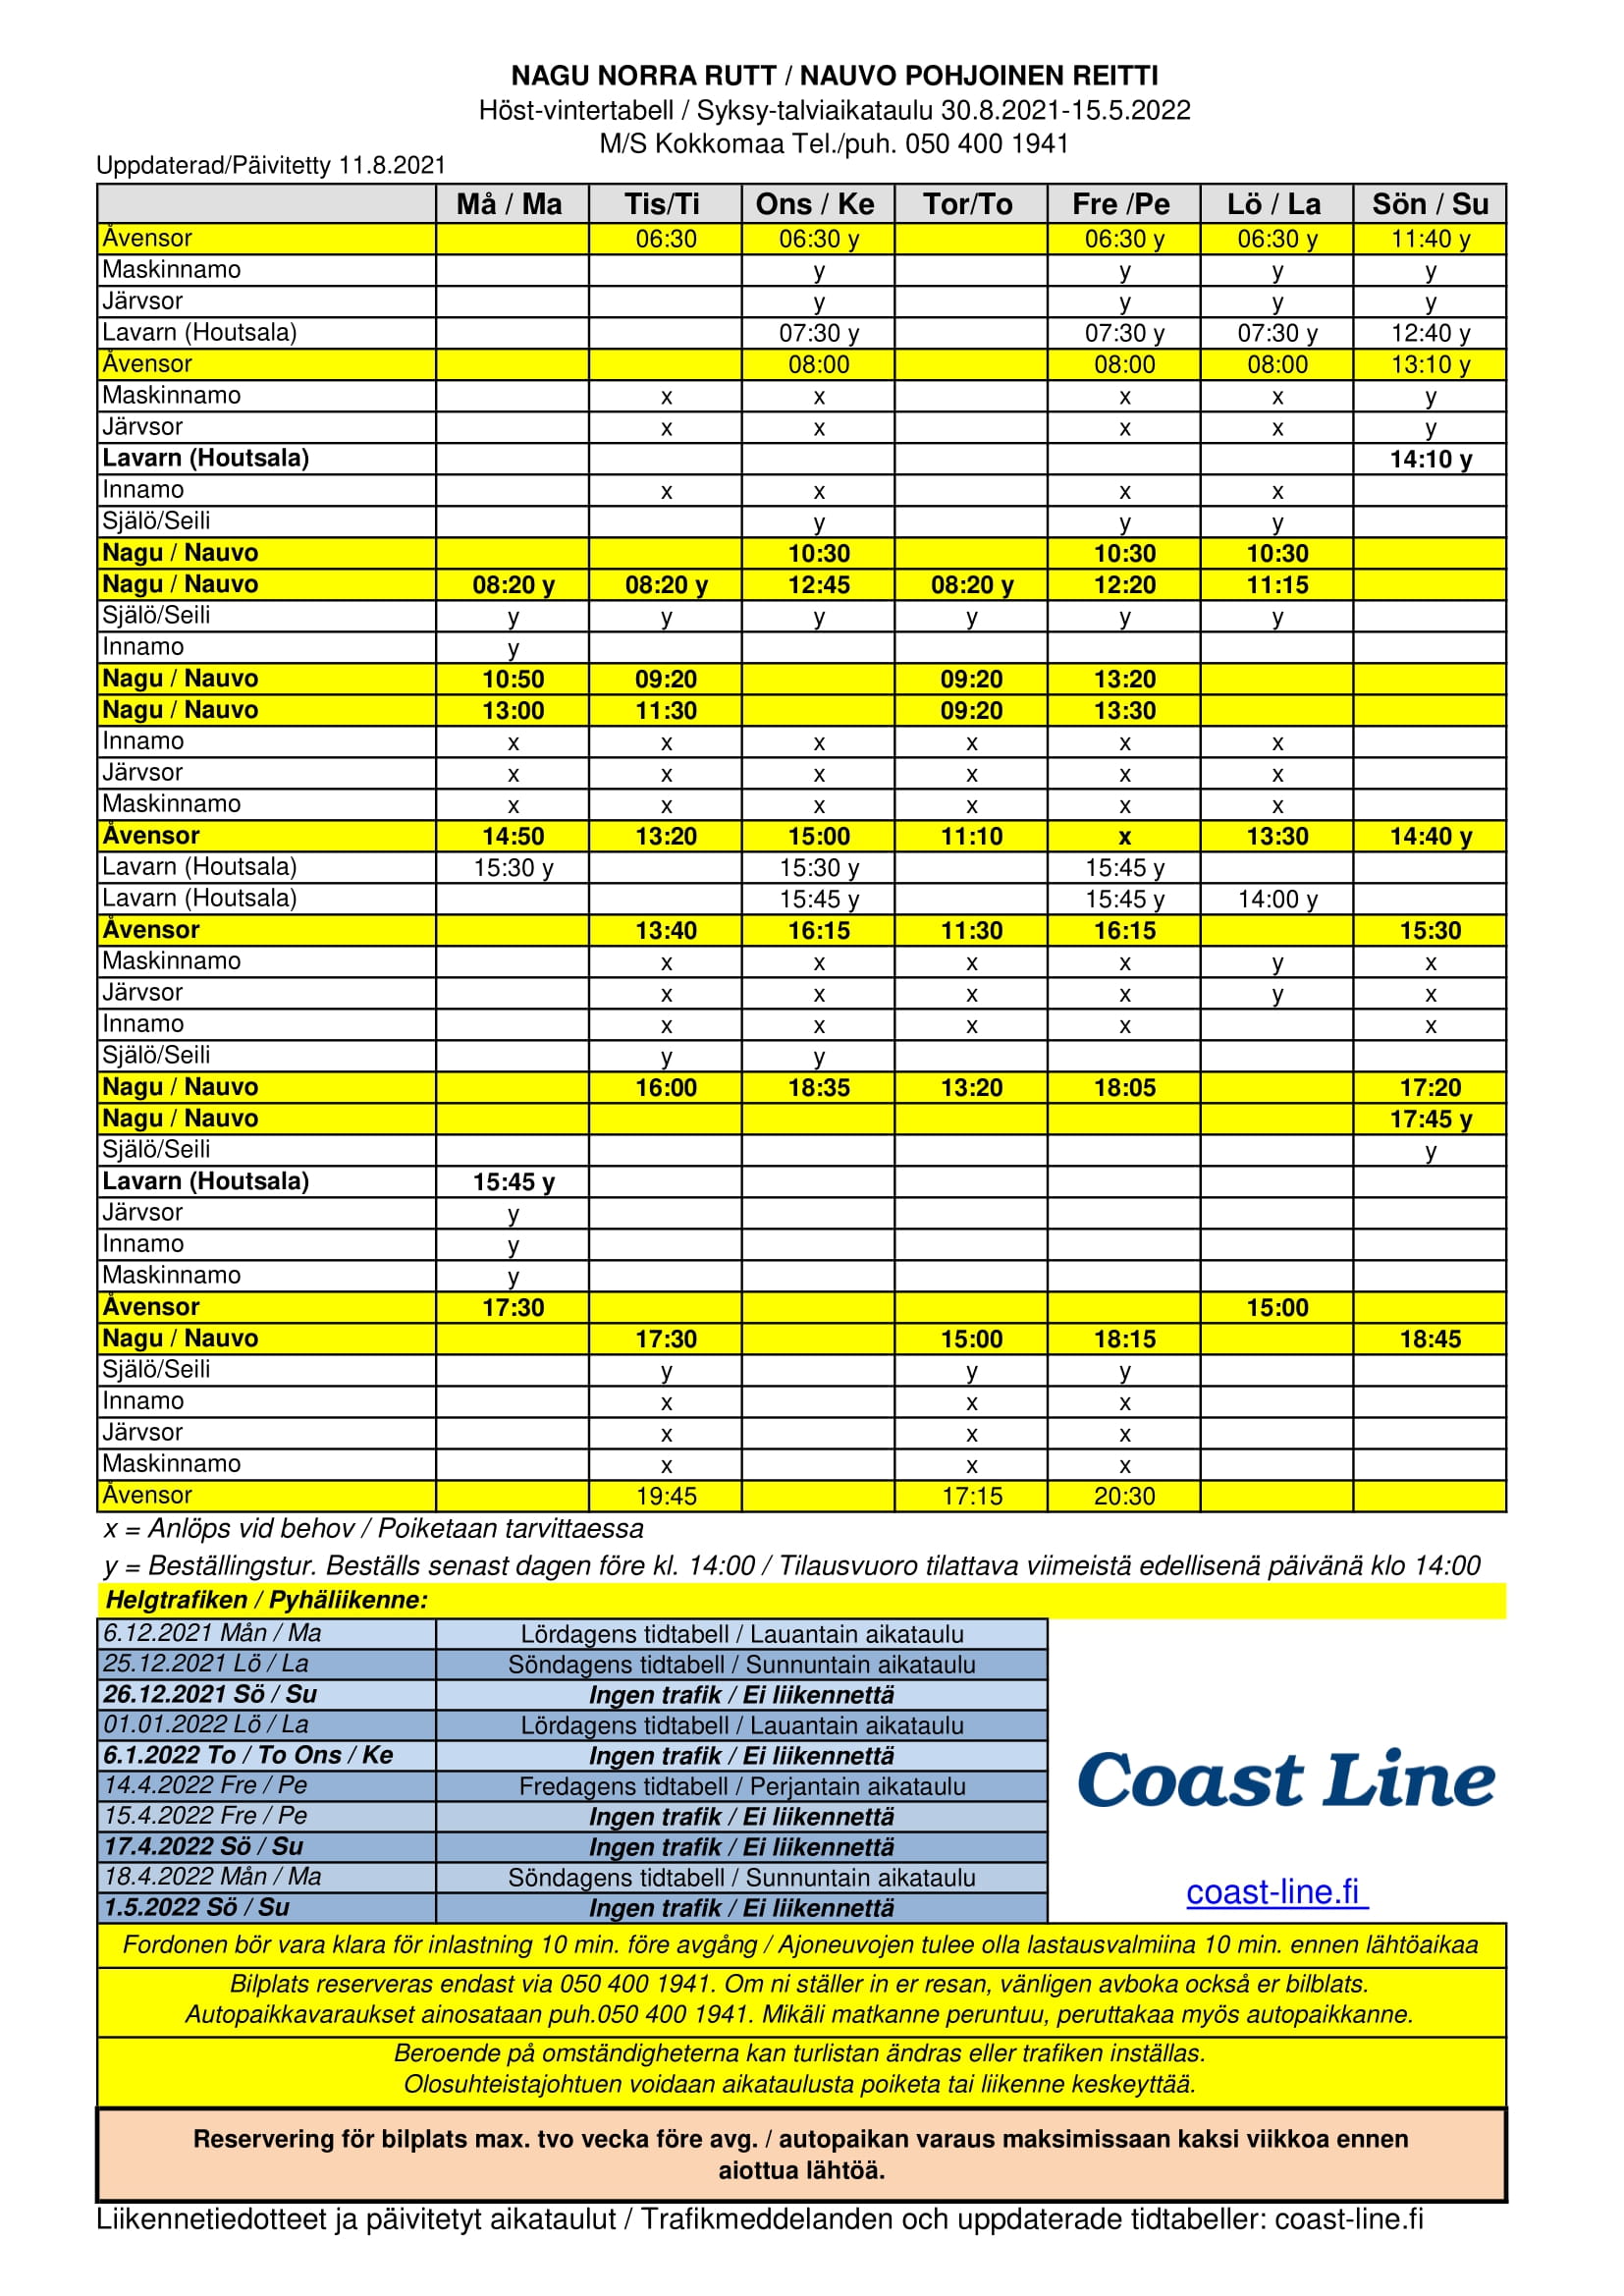 NAGU NORRA RUTT / NAUVO POHJOINEN REITTI
Höst-vintertabell / Syksy-talviaikataulu 30.8.2021-15.5.2022
M/S Kokkomaa Tel./puh. 050 400 1941
Uppdaterad/Päivitetty 11.8.2021
Må / Ma Tis/Ti Ons / Ke Tor/To Fre /Pe Lö / La Sön / Su
Åvensor 06:30 06:30 y 06:30 y 06:30 y 11:40 y
Maskinnamo y y y y
Järvsor y y y y
Lavarn (Houtsala) 07:30 y 07:30 y 07:30 y 12:40 y
Åvensor 08:00 08:00 08:00 13:10 y
Maskinnamo x x x x y
Järvsor x x x x y
Lavarn (Houtsala) 14:10 y
Innamo x x x x
Själö/Seili y y y
Nagu / Nauvo 10:30 10:30 10:30
Nagu / Nauvo 08:20 y 08:20 y 12:45 08:20 y 12:20 11:15
Själö/Seili y y y y y y
Innamo y
Nagu / Nauvo 10:50 09:20 09:20 13:20
Nagu / Nauvo 13:00 11:30 09:20 13:30
Innamo x x x x x x
Järvsor x x x x x x
Maskinnamo x x x x x x
Åvensor 14:50 13:20 15:00 11:10 x 13:30 14:40 y
Lavarn (Houtsala) 15:30 y 15:30 y 15:45 y
Lavarn (Houtsala) 15:45 y 15:45 y 14:00 y
Åvensor 13:40 16:15 11:30 16:15 15:30
Maskinnamo x x x x y x
Järvsor x x x x y x
Innamo x x x x x
Själö/Seili y y
Nagu / Nauvo 16:00 18:35 13:20 18:05 17:20
Nagu / Nauvo 17:45 y
Själö/Seili y
Lavarn (Houtsala) 15:45 y
Järvsor y
Innamo y
Maskinnamo y
Åvensor 17:30 15:00
Nagu / Nauvo 17:30 15:00 18:15 18:45
Själö/Seili y y y
Innamo x x x
Järvsor x x x
Maskinnamo x x x
Åvensor 19:45 17:15 20:30
x = Anlöps vid behov / Poiketaan tarvittaessa
y = Beställingstur. Beställs senast dagen före kl. 14:00 / Tilausvuoro tilattava viimeistä edellisenä päivänä klo 14:00
Helgtrafiken / Pyhäliikenne:
6.12.2021 Mån / Ma Lördagens tidtabell / Lauantain aikataulu
25.12.2021 Lö / La Söndagens tidtabell / Sunnuntain aikataulu
26.12.2021 Sö / Su Ingen trafik / Ei liikennettä
01.01.2022 Lö / La Lördagens tidtabell / Lauantain aikataulu
6.1.2022 To / To Ons / Ke Ingen trafik / Ei liikennettä
14.4.2022 Fre / Pe Fredagens tidtabell / Perjantain aikataulu
15.4.2022 Fre / Pe Ingen trafik / Ei liikennettä
17.4.2022 Sö / Su Ingen trafik / Ei liikennettä
18.4.2022 Mån / Ma Söndagens tidtabell / Sunnuntain aikataulu
1.5.2022 Sö / Su Ingen trafik / Ei liikennettä
Coast Line
coast-line.fi
Fordonen bör vara klara för inlastning 10 min. före avgång / Ajoneuvojen tulee olla lastausvalmiina 10 min. ennen lähtöaikaa
Bilplats reserveras endast via 050 400 1941. Om ni ställer in er resan, vänligen avboka också er bilblats.
Autopaikkavaraukset ainosataan puh.050 400 1941. Mikäli matkanne peruntuu, peruttakaa myös autopaikkanne.
Beroende på omständigheterna kan turlistan ändras eller trafiken inställas.
Olosuhteistajohtuen voidaan aikataulusta poiketa tai liikenne keskeyttää.
Reservering för bilplats max. tvo vecka före avg. / autopaikan varaus maksimissaan kaksi viikkoa ennen
aiottua lähtöä.
Liikennetiedotteet ja päivitetyt aikataulut / Trafikmeddelanden och uppdaterade tidtabeller: coast-line.fi